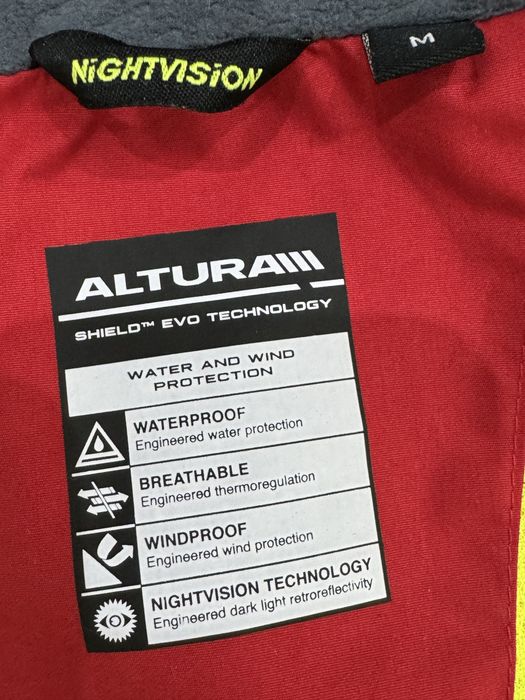 NiGHTVISION
M
ALTURA
SHIELD™ EVO TECHNOLOGY
WATER AND WIND
PROTECTION
WATERPROOF
Engineered water protection
BREATHABLE
Engineered thermoregulation
WINDPROOF
Engineered wind protection
NIGHTVISION TECHNOLOGY
Engineered dark light retroreflectivity